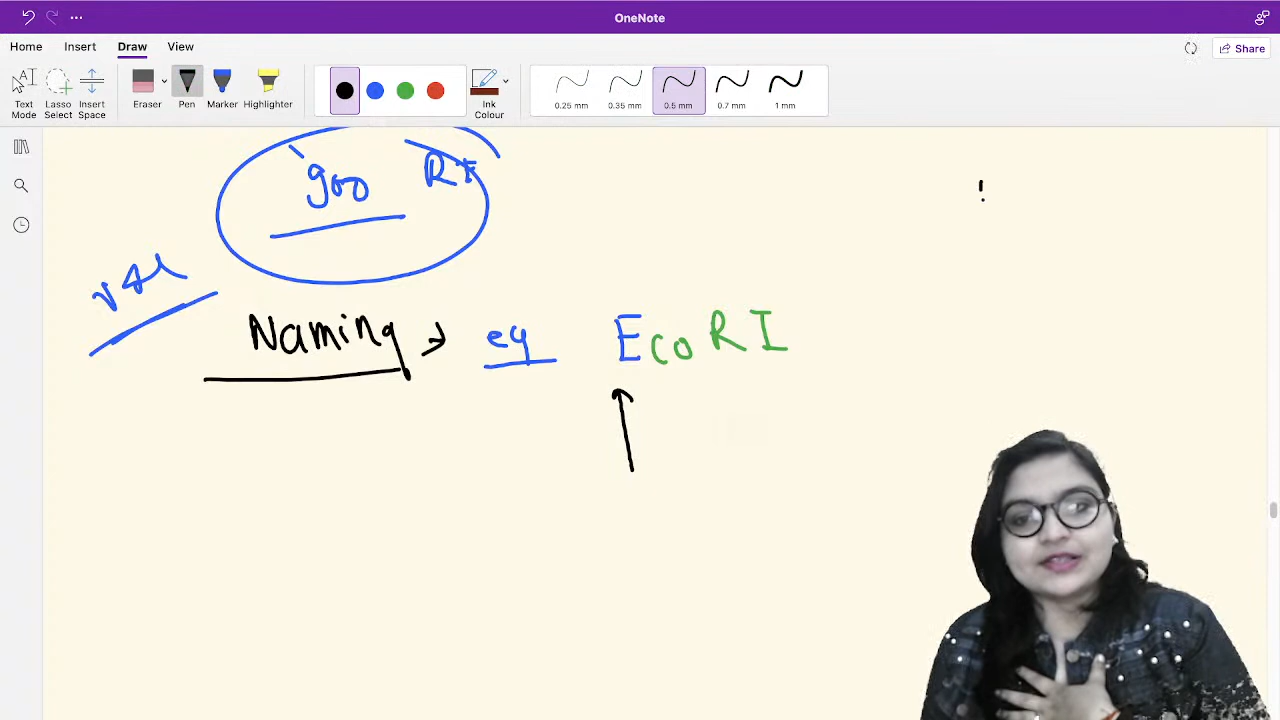 OneNote
Home Insert Draw View
Share
Text Mode
Lasso Select
Insert Space
Eraser
Pen
Marker
Highlighter
Ink Colour
0.25 mm
0.35 mm
0.5 mm
0.7 mm
1 mm
900 R*
Naming → eg EcoRI